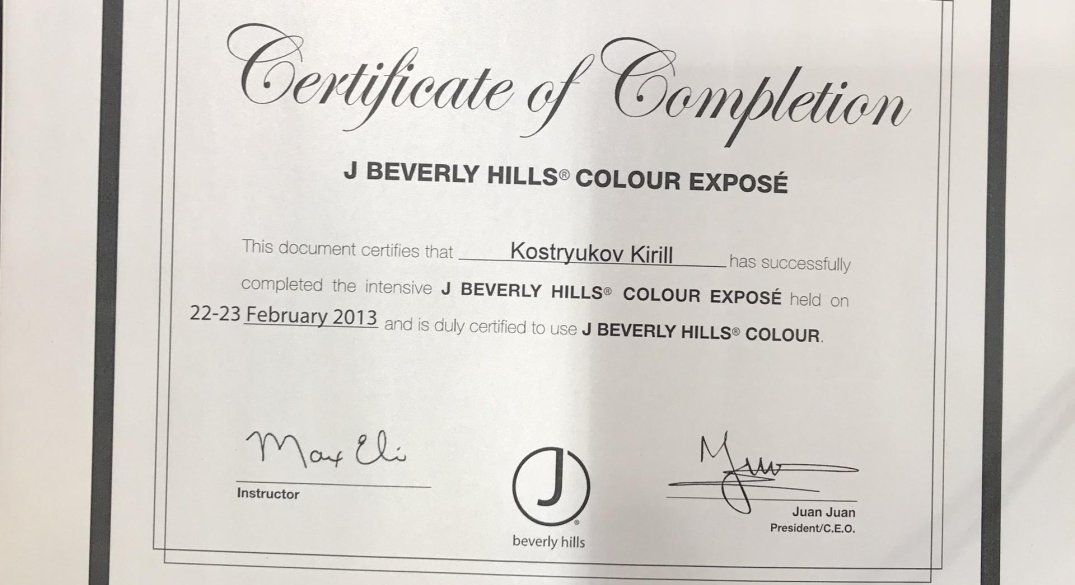 Certificate of Completion
J BEVERLY HILLS® COLOUR EXPOSÉ
This document certifies that Kostryukov Kirill has successfully
completed the intensive J BEVERLY HILLS® COLOUR EXPOSÉ held on
22-23 February 2013 and is duly certified to use J BEVERLY HILLS® COLOUR.
Max Eli
Instructor
J®
beverly hills
Juan Juan
President/C.E.O.